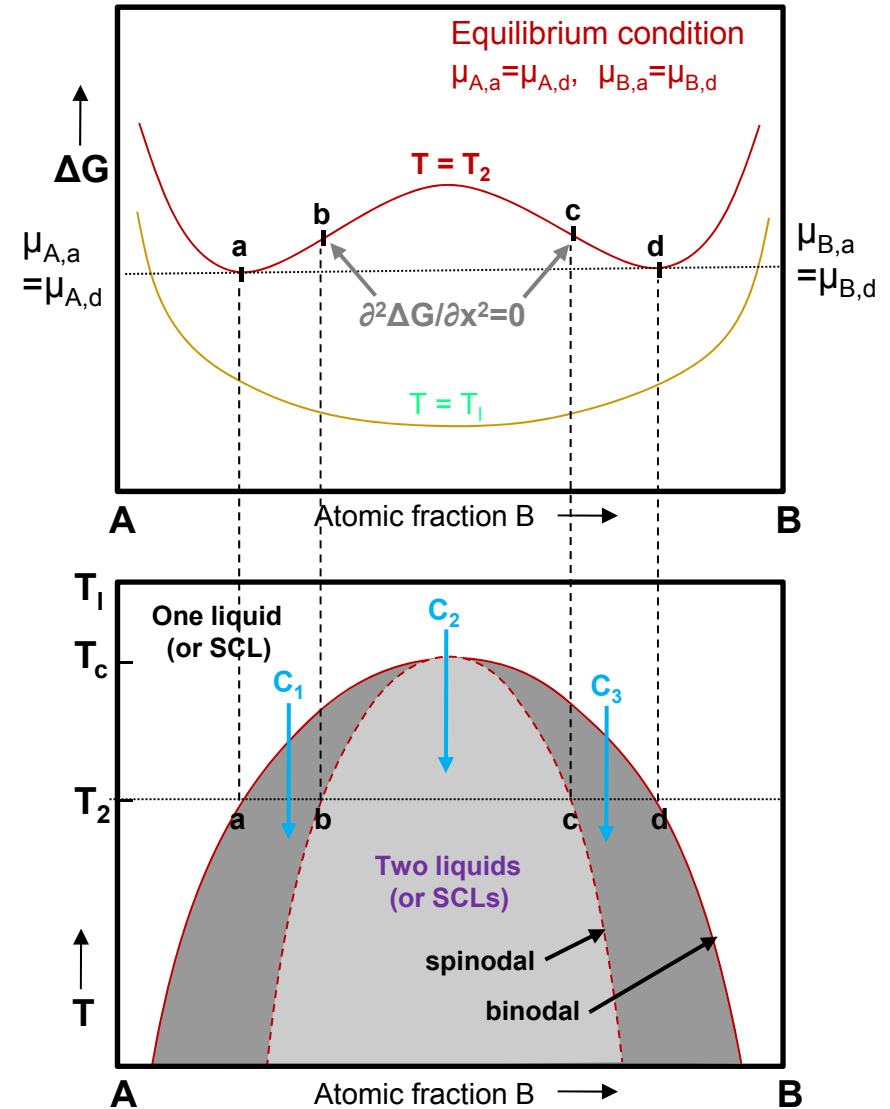 Equilibrium condition
μA,a=μA,d, μB,a=μB,d
ΔG
T = T2
a
b
c
d
μA,a
=μA,d
μB,a
=μB,d
∂²ΔG/∂x²=0
T = Tl
A
Atomic fraction B
B
Tl
One liquid
(or SCL)
C2
Tc
C1
C3
T2
a
b
c
d
Two liquids
(or SCLs)
spinodal
binodal
T
A
Atomic fraction B
B